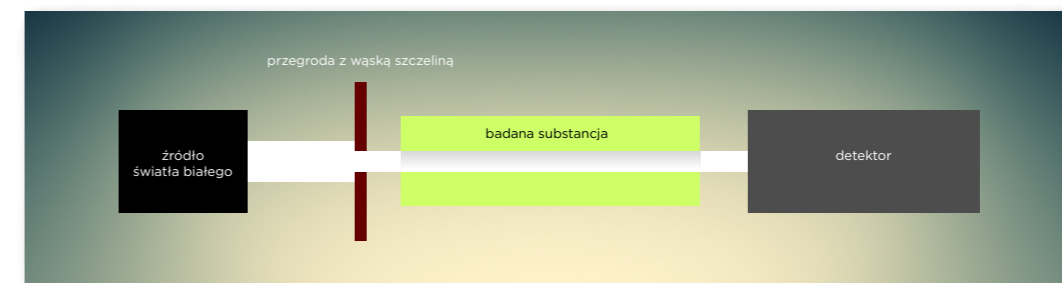 przegroda z wąską szczeliną
badana substancja
źródło
światła białego
detektor